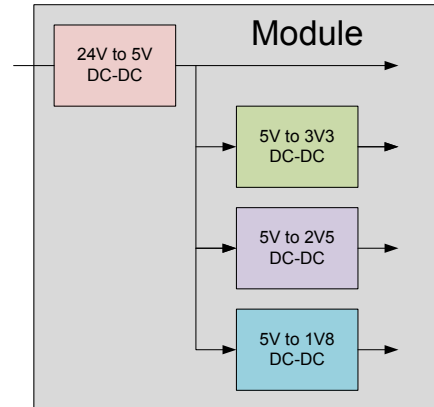 Module
24V to 5V
DC-DC
5V to 3V3
DC-DC
5V to 2V5
DC-DC
5V to 1V8
DC-DC